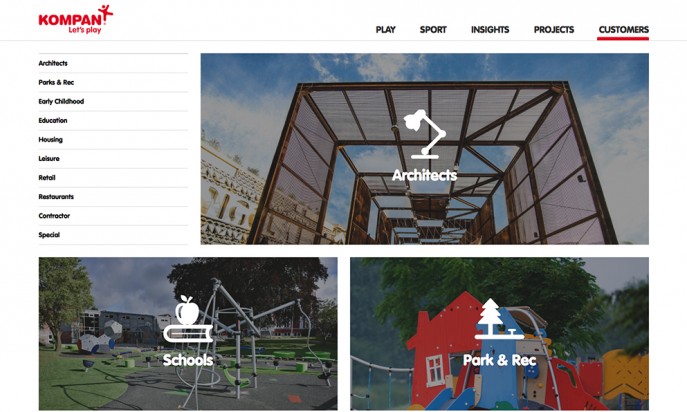 KOMPAN!
Let's play
PLAY SPORT INSIGHTS PROJECTS CUSTOMERS
Architects
Parks & Rec
Early Childhood
Education
Housing
Leisure
Retail
Restaurants
Contractor
Special
Architects
Schools
Park & Rec